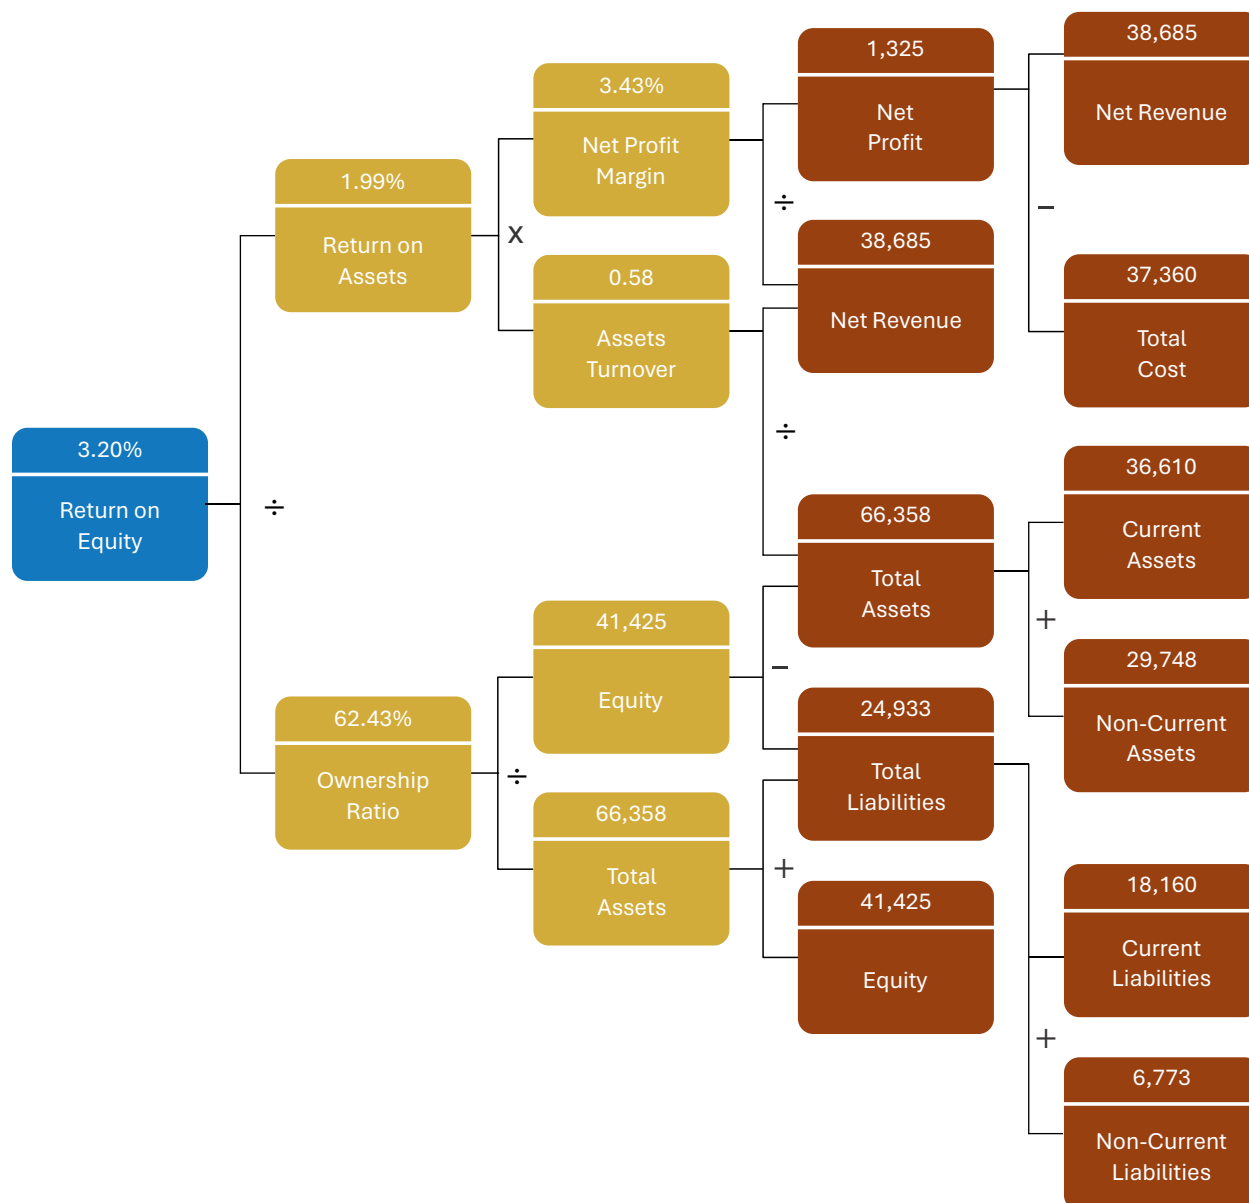 3.20%
Return on
Equity
÷
1.99%
Return on
Assets
62.43%
Ownership
Ratio
x
÷
3.43%
Net Profit
Margin
0.58
Assets
Turnover
41,425
Equity
66,358
Total
Assets
÷
÷
−
+
1,325
Net
Profit
38,685
Net Revenue
66,358
Total
Assets
24,933
Total
Liabilities
41,425
Equity
−
+
+
38,685
Net Revenue
37,360
Total
Cost
36,610
Current
Assets
29,748
Non-Current
Assets
18,160
Current
Liabilities
6,773
Non-Current
Liabilities